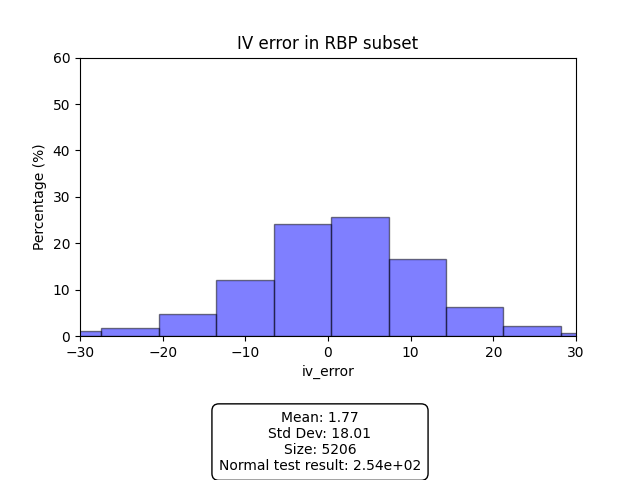 IV error in RBP subset
60
50
40
30
20
10
0
Percentage (%)
−30
−20
−10
0
10
20
30
iv_error
Mean: 1.77
Std Dev: 18.01
Size: 5206
Normal test result: 2.54e+02